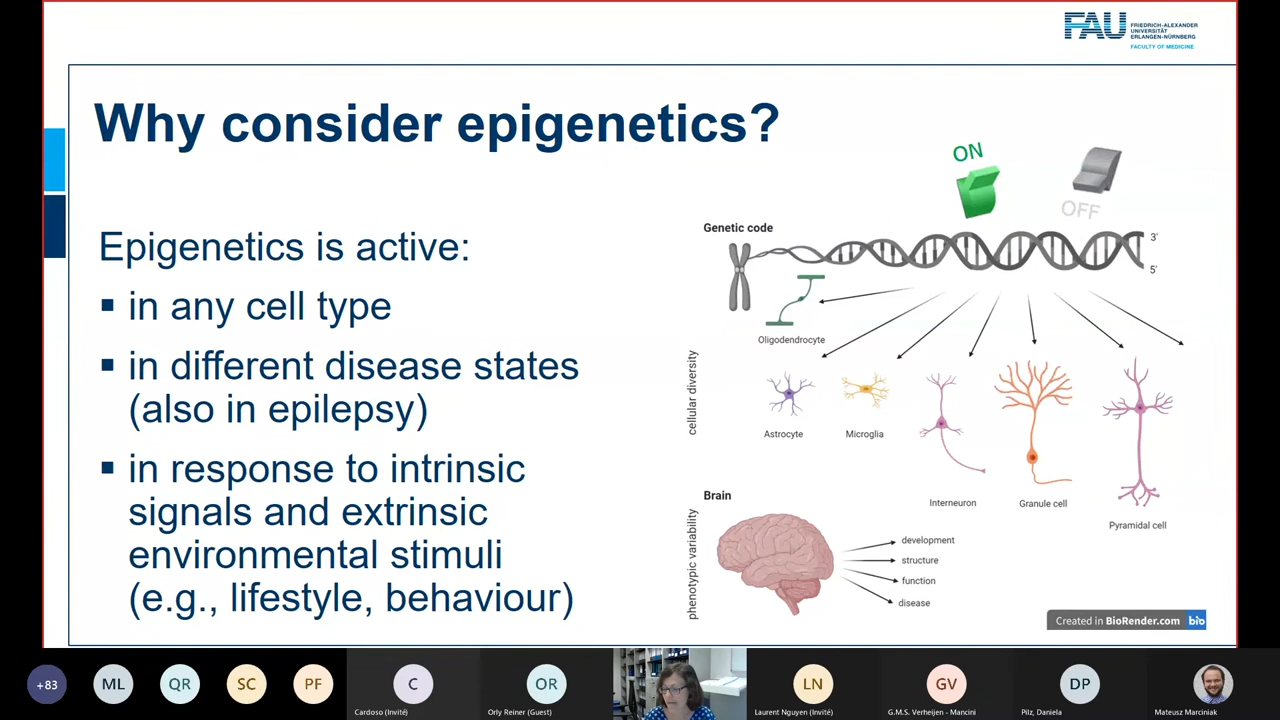 FAU
FRIEDRICH-ALEXANDER
UNIVERSITÄT
ERLANGEN-NÜRNBERG
FACULTY OF MEDICINE
Why consider epigenetics?
Epigenetics is active:
▪ in any cell type
▪ in different disease states
(also in epilepsy)
▪ in response to intrinsic
signals and extrinsic
environmental stimuli
(e.g., lifestyle, behaviour)
ON
OFF
Genetic code
3'
5'
Oligodendrocyte
cellular diversity
Astrocyte
Microglia
Interneuron
Granule cell
Pyramidal cell
Brain
phenotypic variability
development
structure
function
disease
Created in BioRender.com bio
+83
ML
QR
SC
PF
C
Cardoso (Invité)
OR
Orly Reiner (Guest)
LN
Laurent Nguyen (Invité)
GV
G.M.S. Verheijen - Mancini
DP
Pilz, Daniela
Mateusz Marciniak